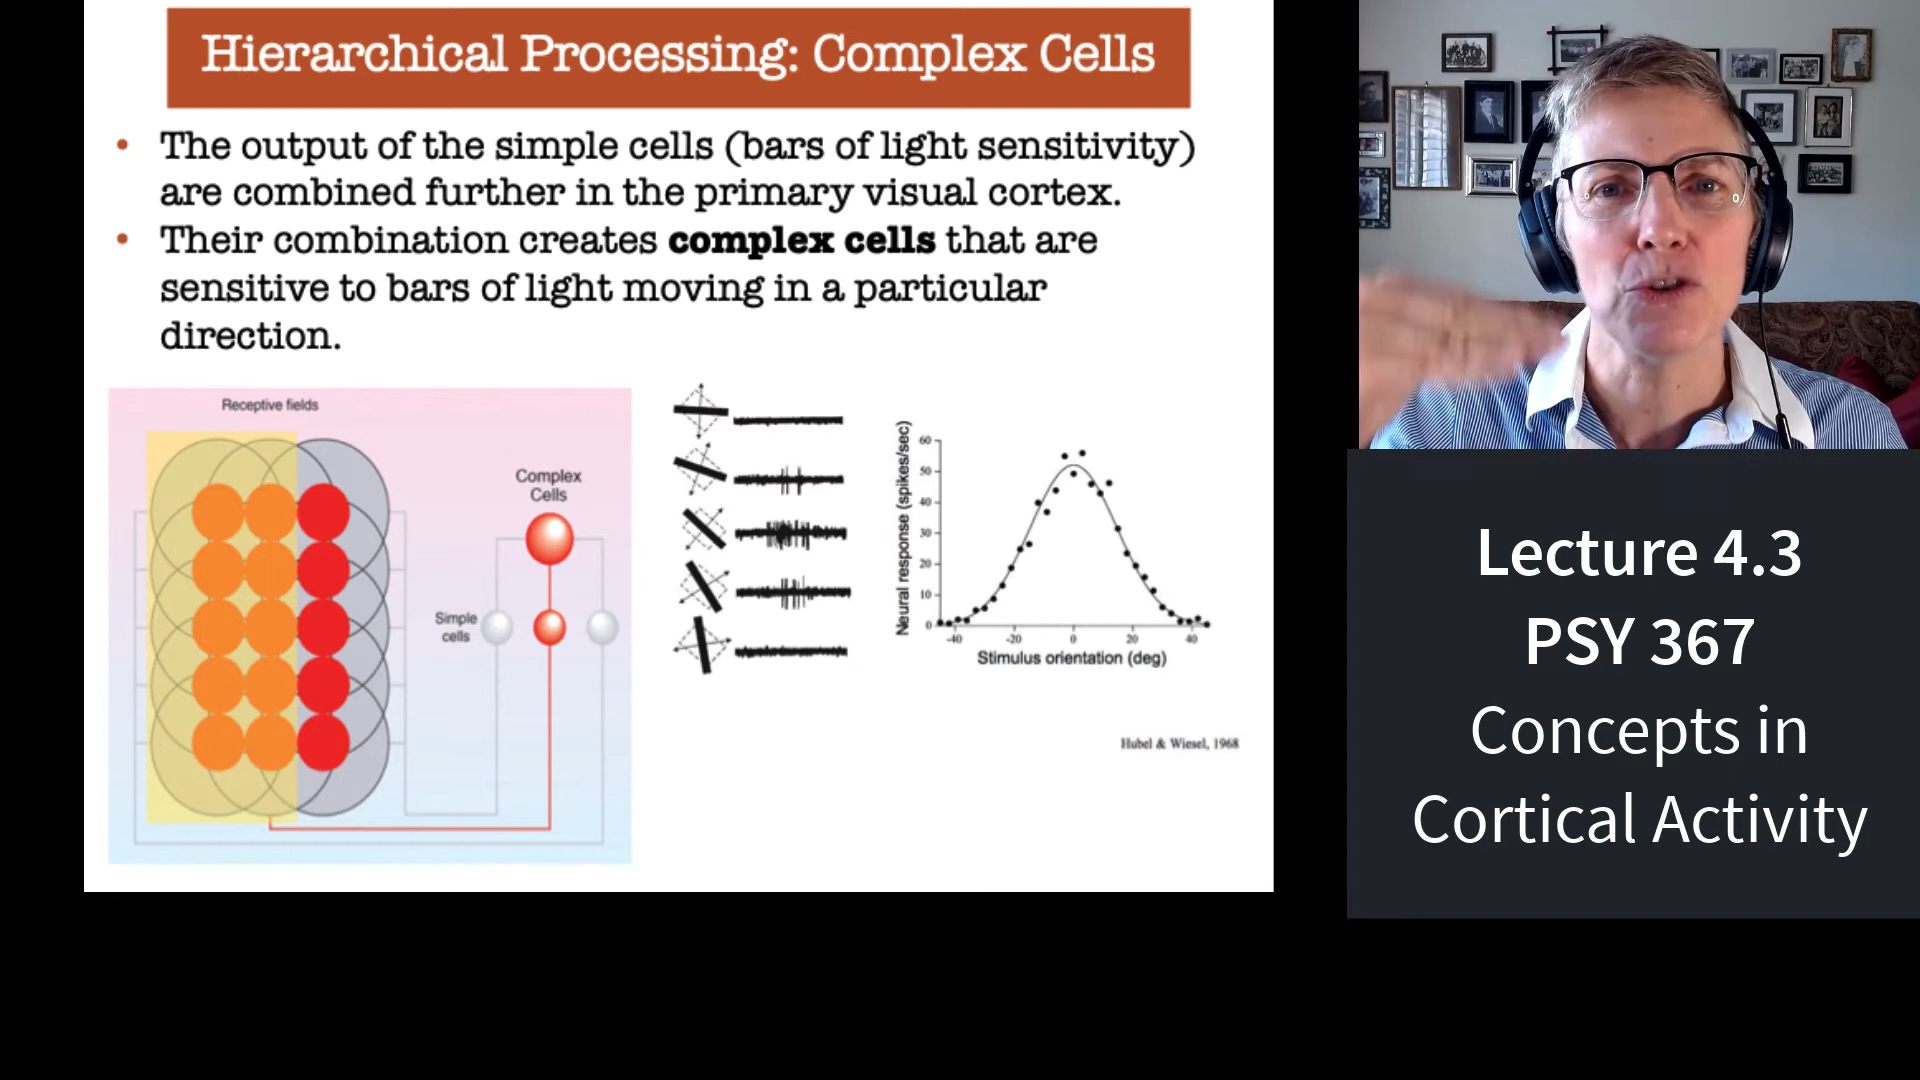 Hierarchical Processing: Complex Cells
• The output of the simple cells (bars of light sensitivity)
are combined further in the primary visual cortex.
• Their combination creates complex cells that are
sensitive to bars of light moving in a particular
direction.
Receptive fields
Complex
Cells
Simple
cells
Neural response (spikes/sec)
60
50
40
30
20
10
0
-40 -20 0 20 40
Stimulus orientation (deg)
Hubel & Wiesel, 1968
Lecture 4.3
PSY 367
Concepts in
Cortical Activity